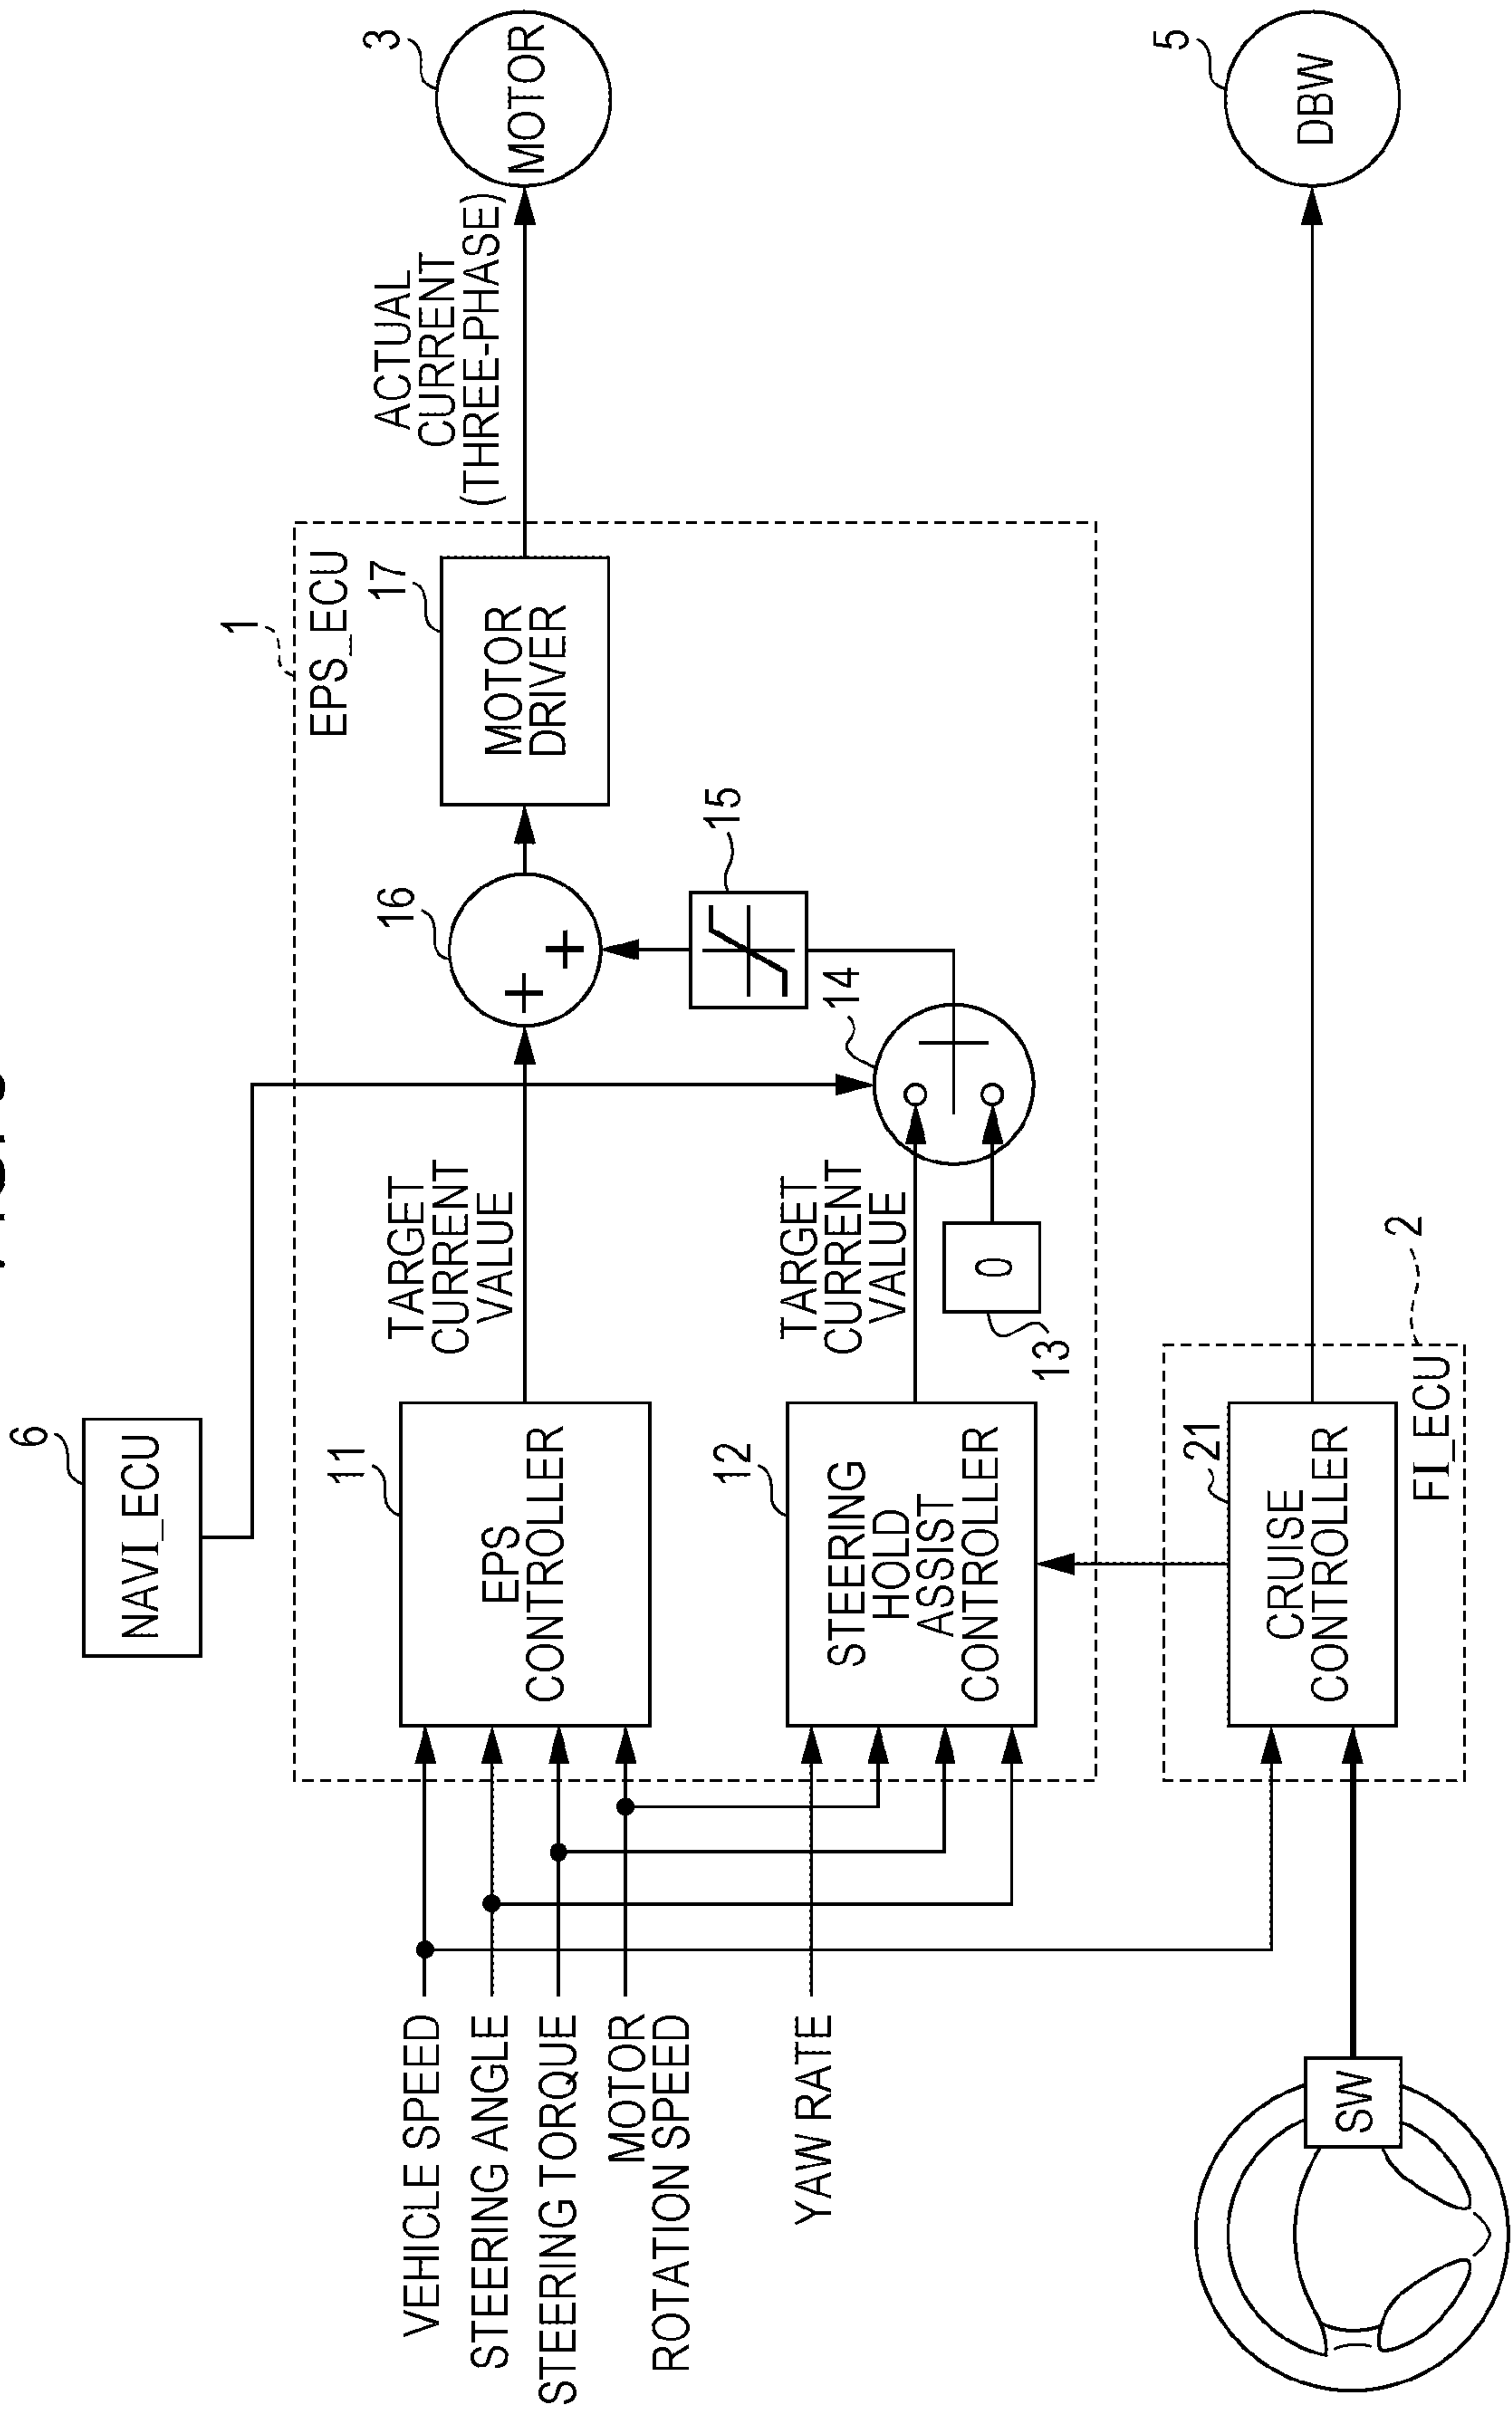 6
NAVI_ECU
1
EPS_ECU
VEHICLE SPEED
STEERING ANGLE
STEERING TORQUE
MOTOR
ROTATION SPEED
YAW RATE
11
EPS
CONTROLLER
TARGET
CURRENT
VALUE
16
+
+
17
MOTOR
DRIVER
ACTUAL
CURRENT
(THREE-PHASE)
3
MOTOR
12
STEERING
HOLD
ASSIST
CONTROLLER
TARGET
CURRENT
VALUE
14
15
0
13
SW
21
CRUISE
CONTROLLER
FI_ECU
2
5
DBW